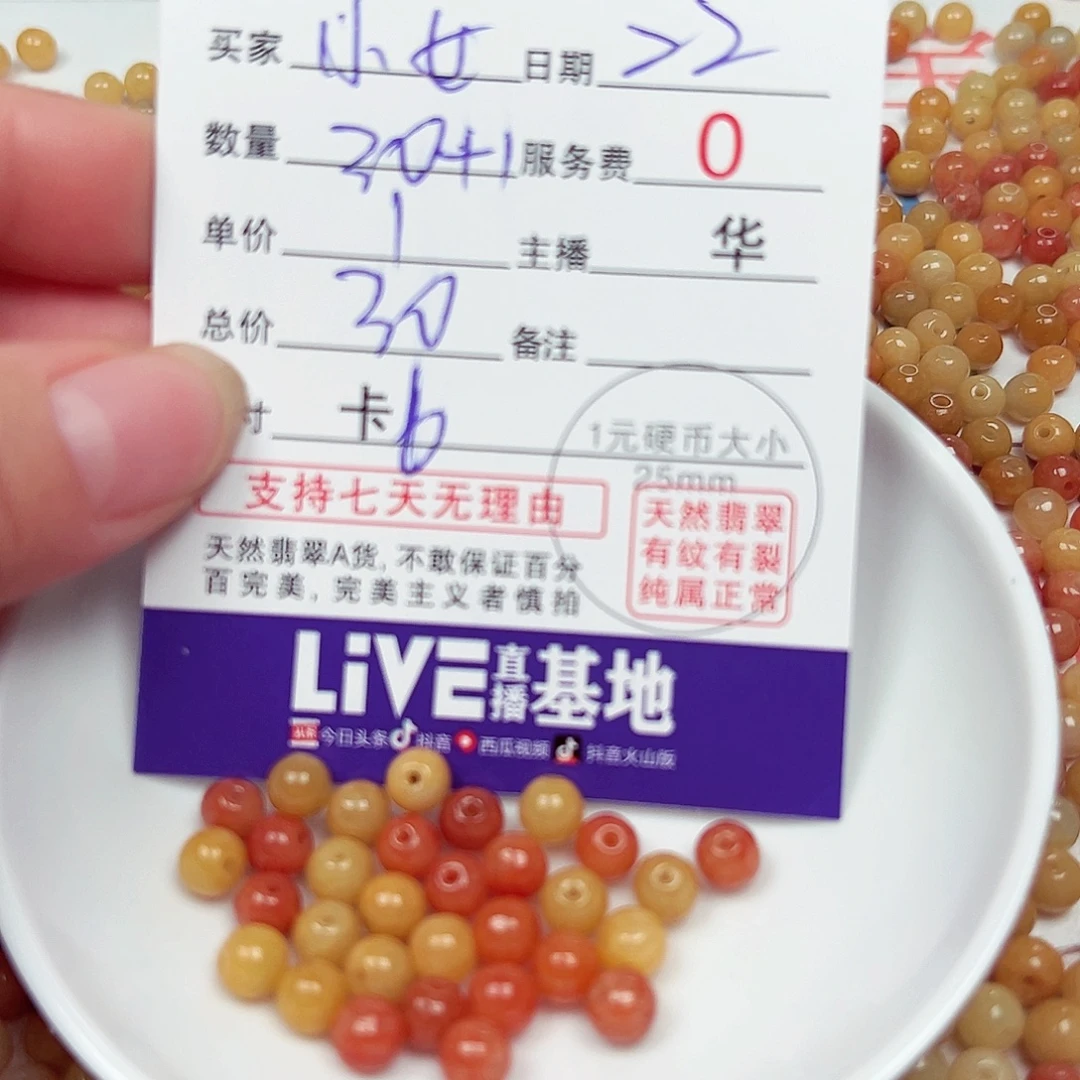 买家 小女 日期 >2
数量 30+1 服务费 0
单价 1 主播 华
总价 30 备注
寸 卡6
1元硬币大小
25mm
支持七天无理由
天然翡翠
有纹有裂
纯属正常
天然翡翠A货,不敢保证百分
百完美,完美主义者慎拍
LiVE直播基地
头条 今日头条 抖音 西瓜视频 抖音火山版